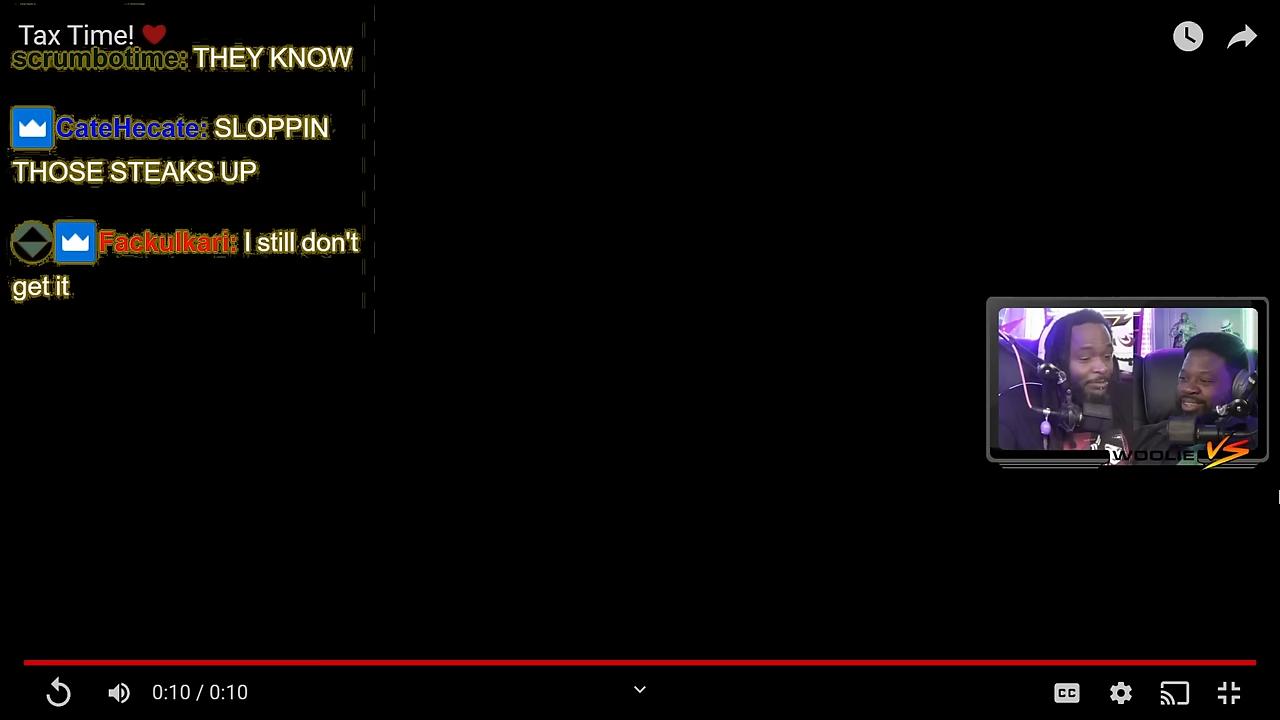 Tax Time! ❤
scrumbotime: THEY KNOW
CateHecate: SLOPPIN
THOSE STEAKS UP
Fackulkari: I still don't
get it
WOOLIE VS
0:10 / 0:10
CC